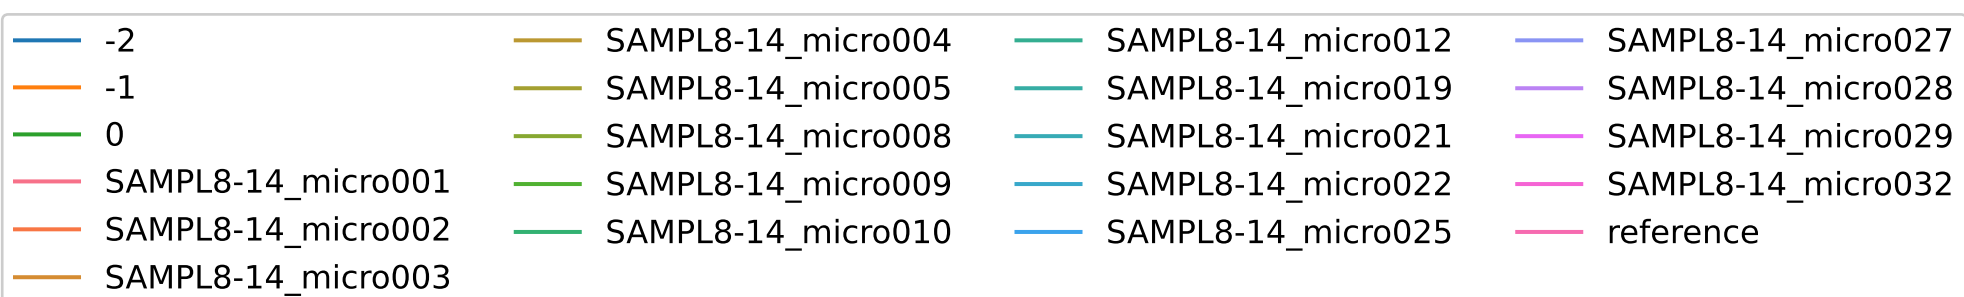 -2
-1
0
SAMPL8-14_micro001
SAMPL8-14_micro002
SAMPL8-14_micro003
SAMPL8-14_micro004
SAMPL8-14_micro005
SAMPL8-14_micro008
SAMPL8-14_micro009
SAMPL8-14_micro010
SAMPL8-14_micro012
SAMPL8-14_micro019
SAMPL8-14_micro021
SAMPL8-14_micro022
SAMPL8-14_micro025
SAMPL8-14_micro027
SAMPL8-14_micro028
SAMPL8-14_micro029
SAMPL8-14_micro032
reference